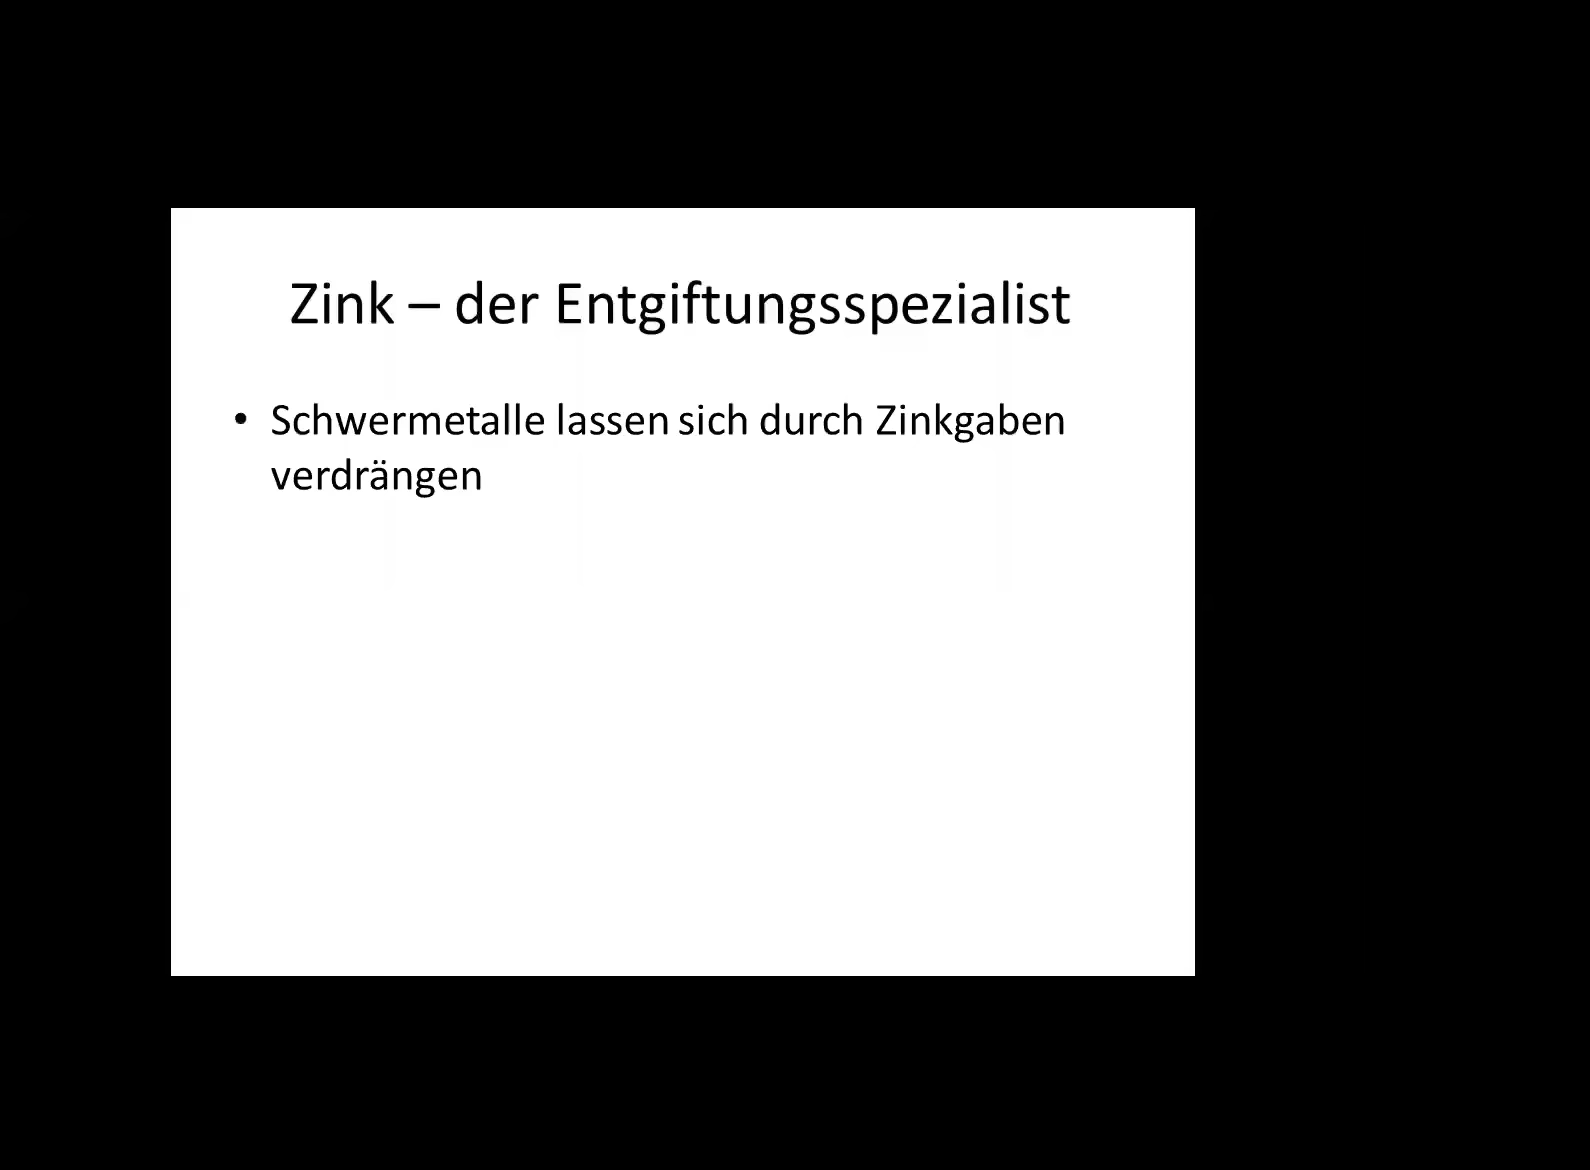 Zink – der Entgiftungsspezialist
• Schwermetalle lassen sich durch Zinkgaben
verdrängen